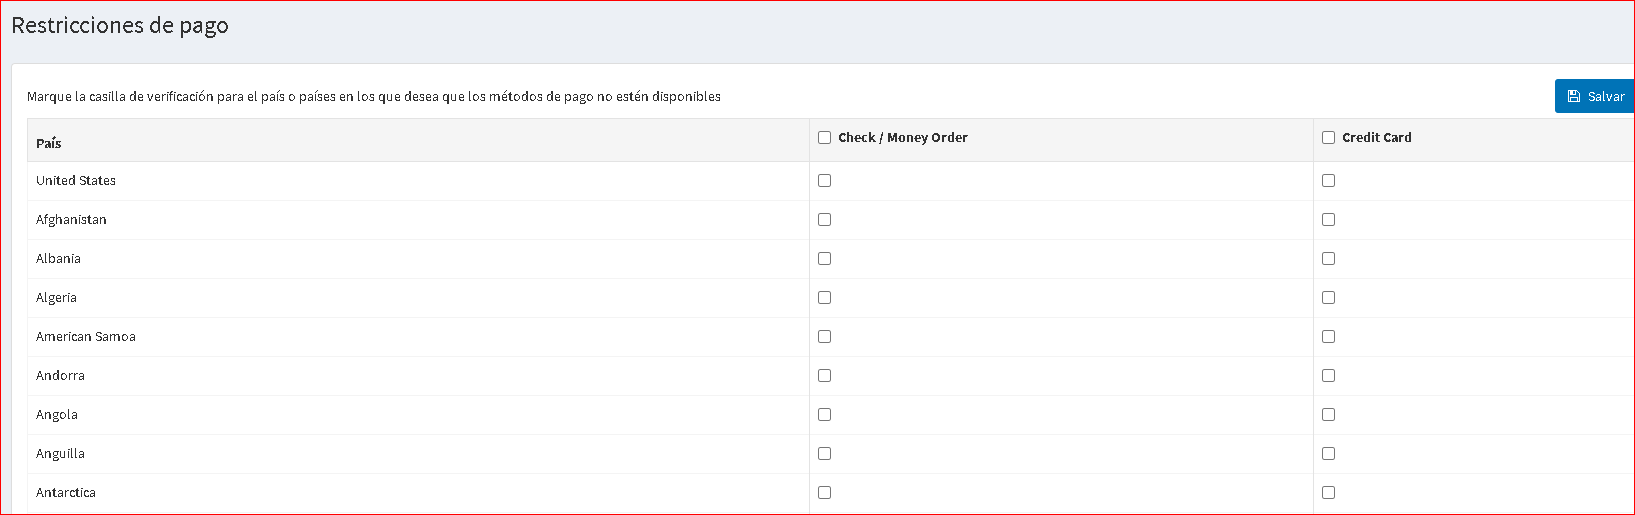 Restricciones de pago
Marque la casilla de verificación para el país o países en los que desea que los métodos de pago no estén disponibles
Salvar
País Check / Money Order Credit Card
United States
Afghanistan
Albania
Algeria
American Samoa
Andorra
Angola
Anguilla
Antarctica